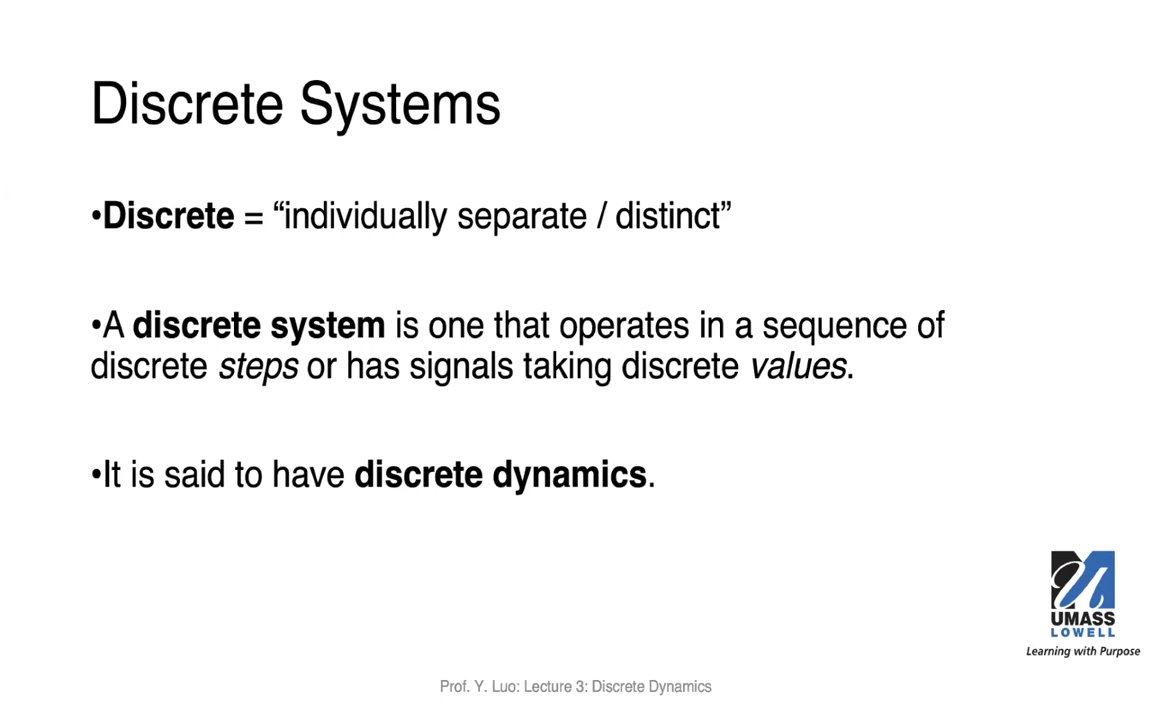 Discrete Systems
•Discrete = “individually separate / distinct”
•A discrete system is one that operates in a sequence of
discrete steps or has signals taking discrete values.
•It is said to have discrete dynamics.
UMASS
LOWELL
Learning with Purpose
Prof. Y. Luo: Lecture 3: Discrete Dynamics